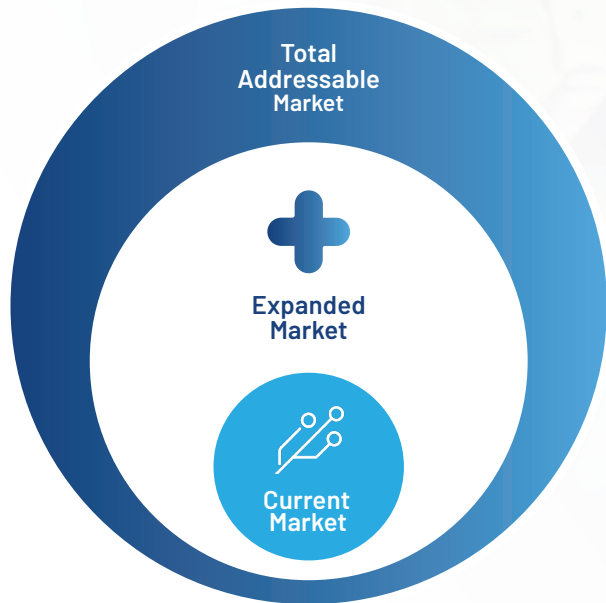 Total
Addressable
Market
Expanded
Market
Current
Market